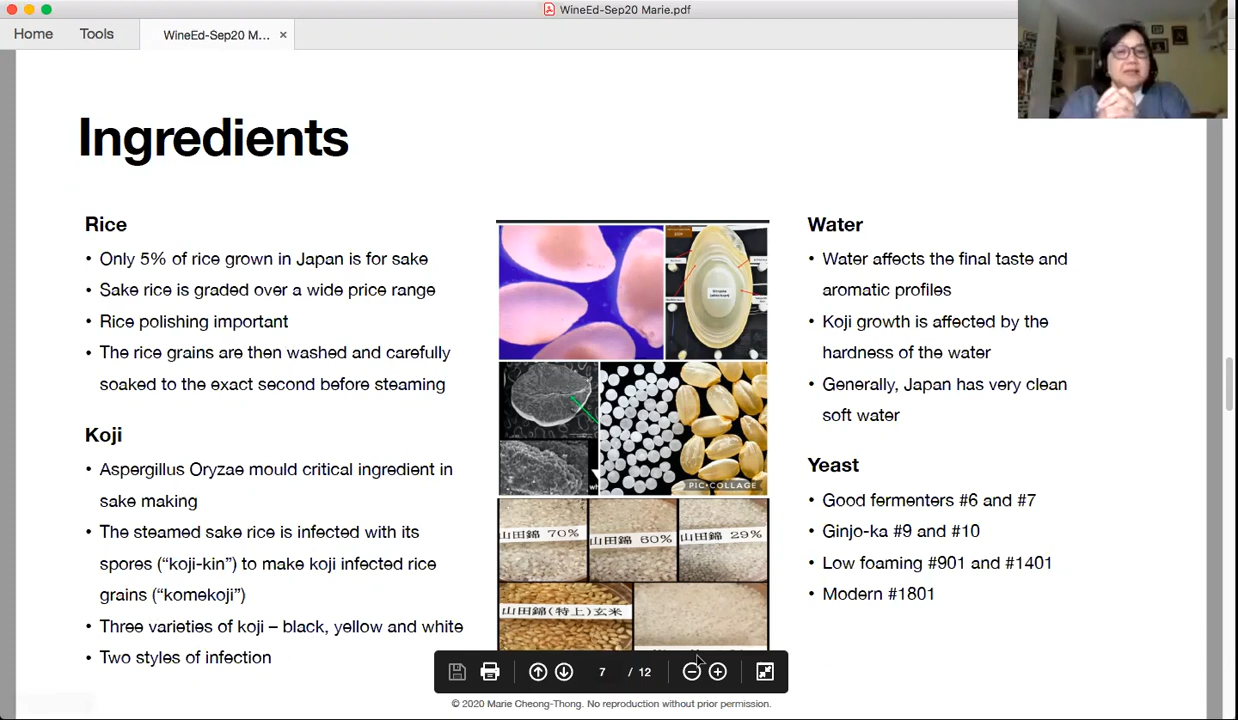 WineEd-Sep20 Marie.pdf
Home
Tools
WineEd-Sep20 M...
Ingredients
Rice
• Only 5% of rice grown in Japan is for sake
• Sake rice is graded over a wide price range
• Rice polishing important
• The rice grains are then washed and carefully
soaked to the exact second before steaming
Koji
• Aspergillus Oryzae mould critical ingredient in
sake making
• The steamed sake rice is infected with its
spores (“koji-kin”) to make koji infected rice
grains (“komekoji”)
• Three varieties of koji – black, yellow and white
• Two styles of infection
PIC•COLLAGE
山田錦 70%
山田錦 60%
山田錦 29%
山田錦(特上)玄米
Water
• Water affects the final taste and
aromatic profiles
• Koji growth is affected by the
hardness of the water
• Generally, Japan has very clean
soft water
Yeast
• Good fermenters #6 and #7
• Ginjo-ka #9 and #10
• Low foaming #901 and #1401
• Modern #1801
7 / 12
© 2020 Marie Cheong-Thong. No reproduction without prior permission.